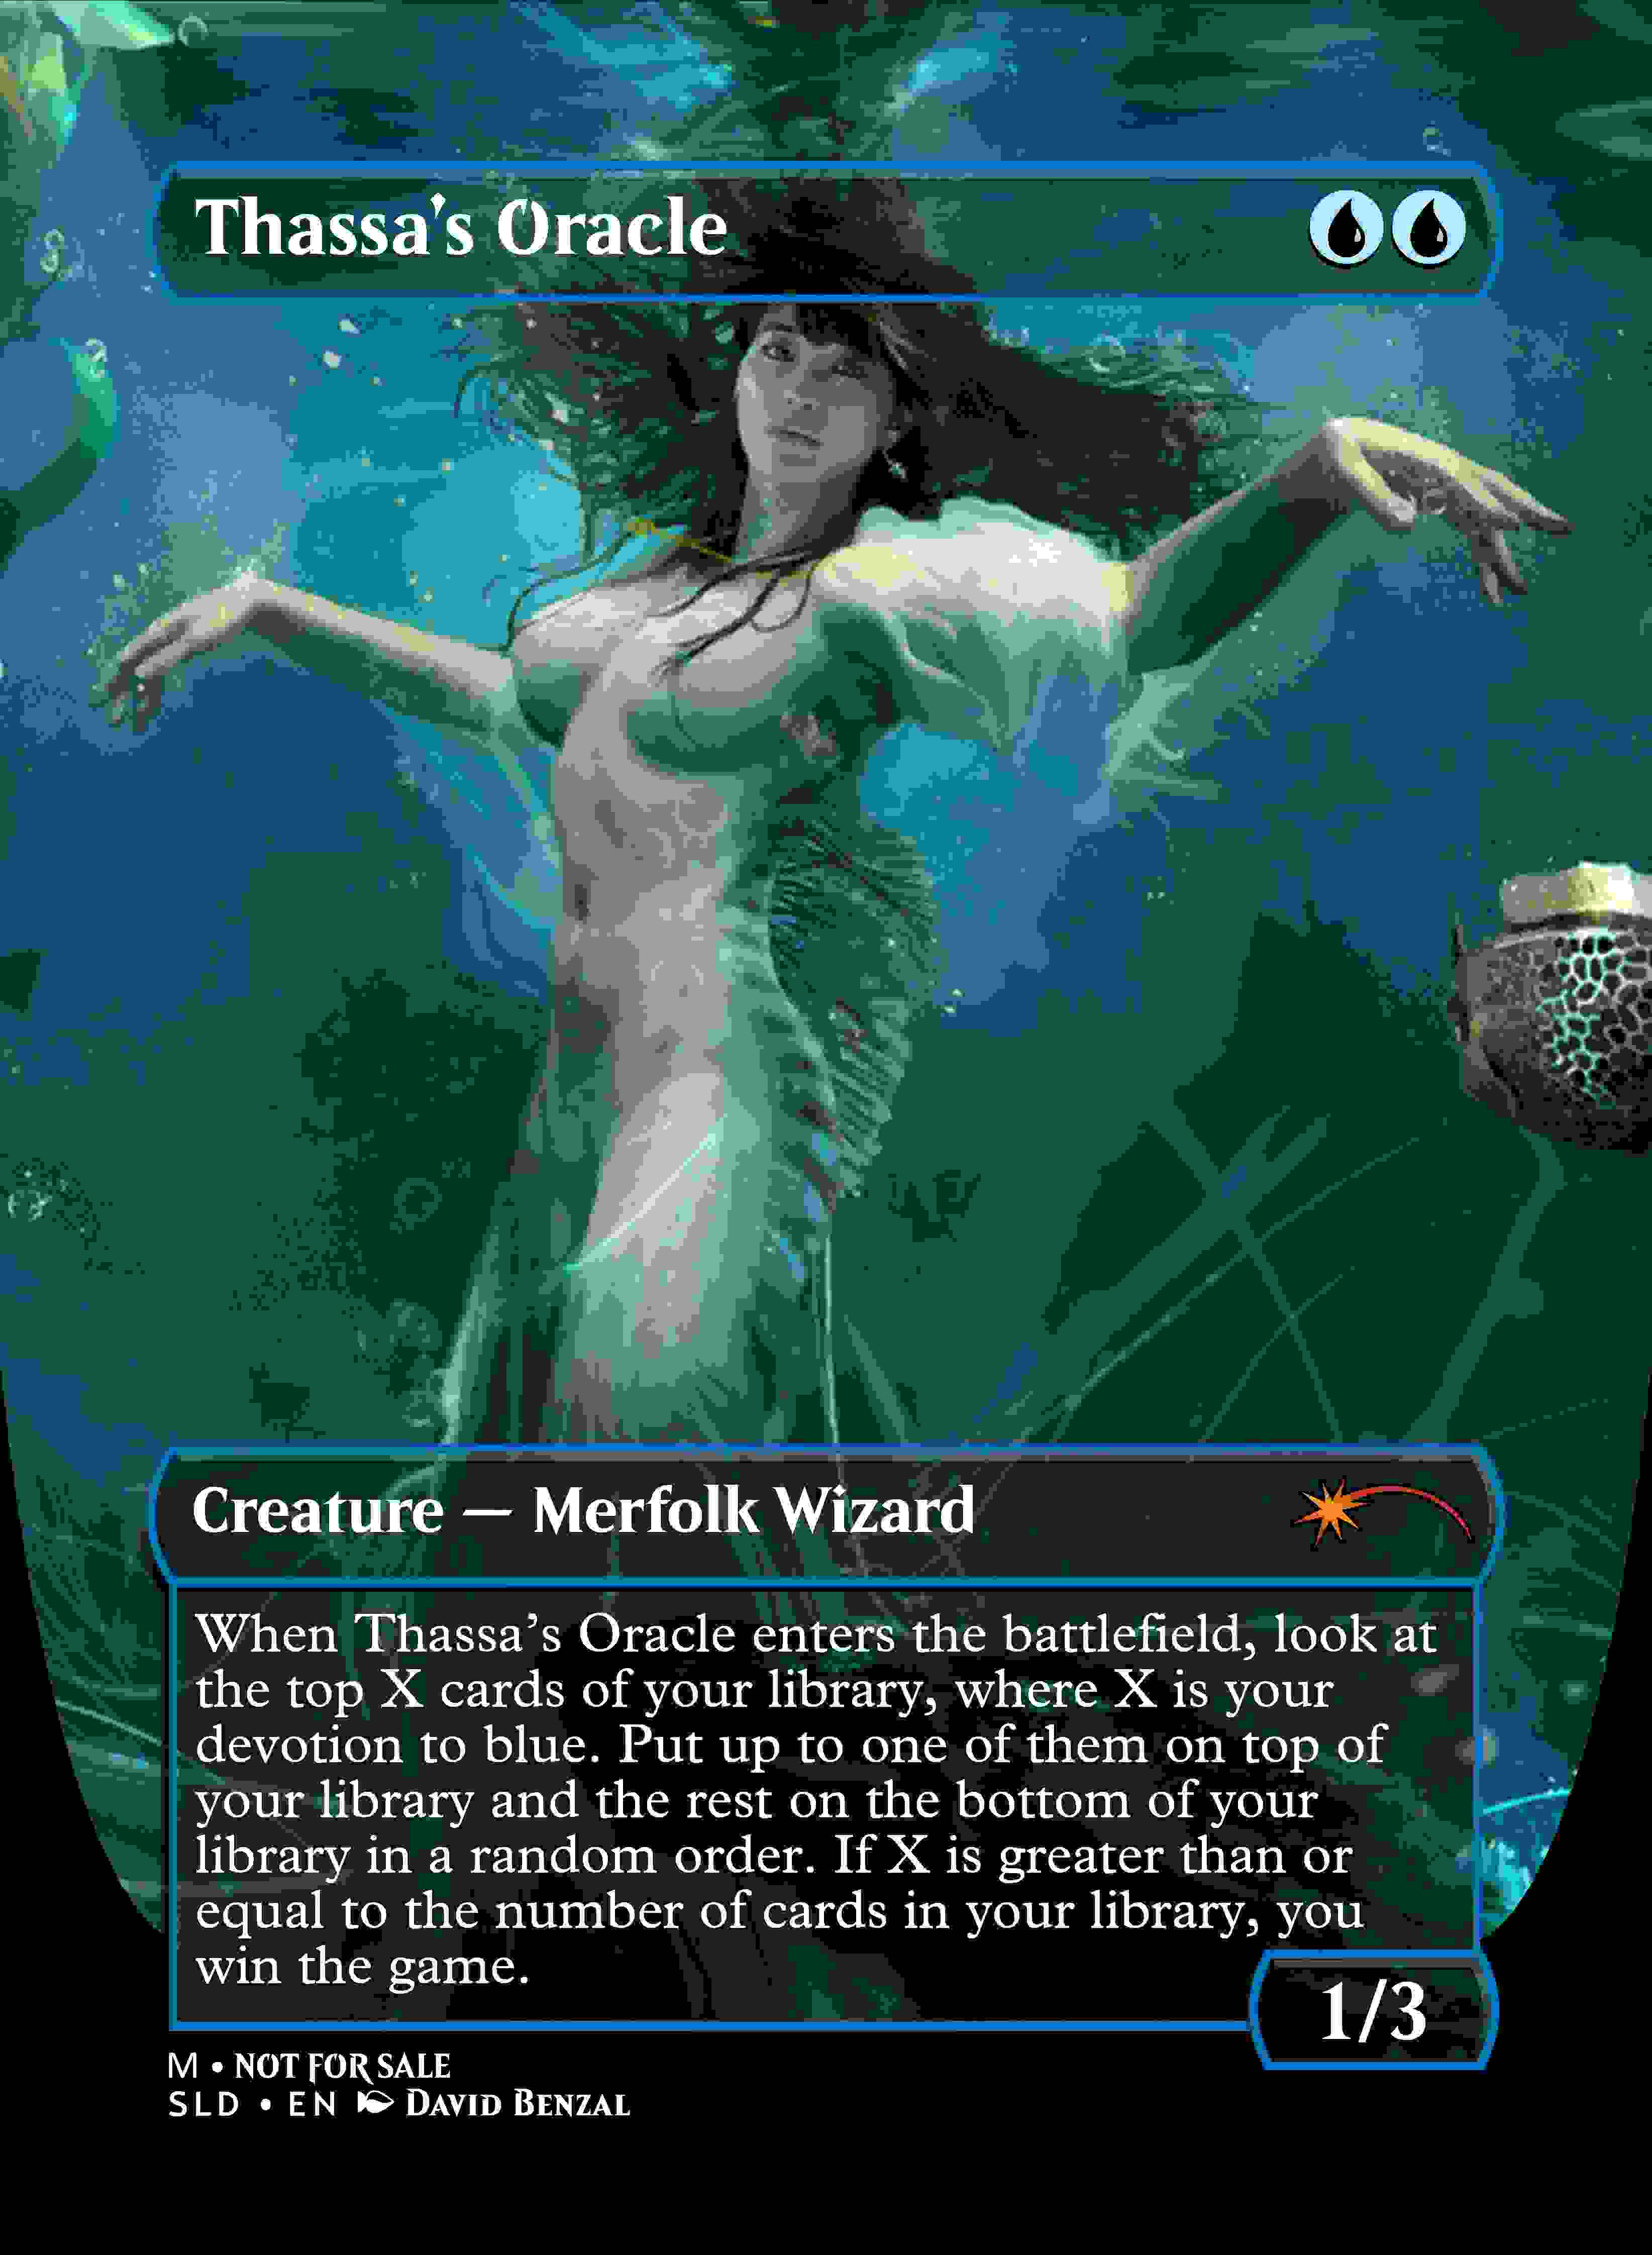 Thassa's Oracle
Creature — Merfolk Wizard
When Thassa's Oracle enters the battlefield, look at
the top X cards of your library, where X is your
devotion to blue. Put up to one of them on top of
your library and the rest on the bottom of your
library in a random order. If X is greater than or
equal to the number of cards in your library, you
win the game.
1/3
M • NOT FOR SALE
SLD • EN David Benzal